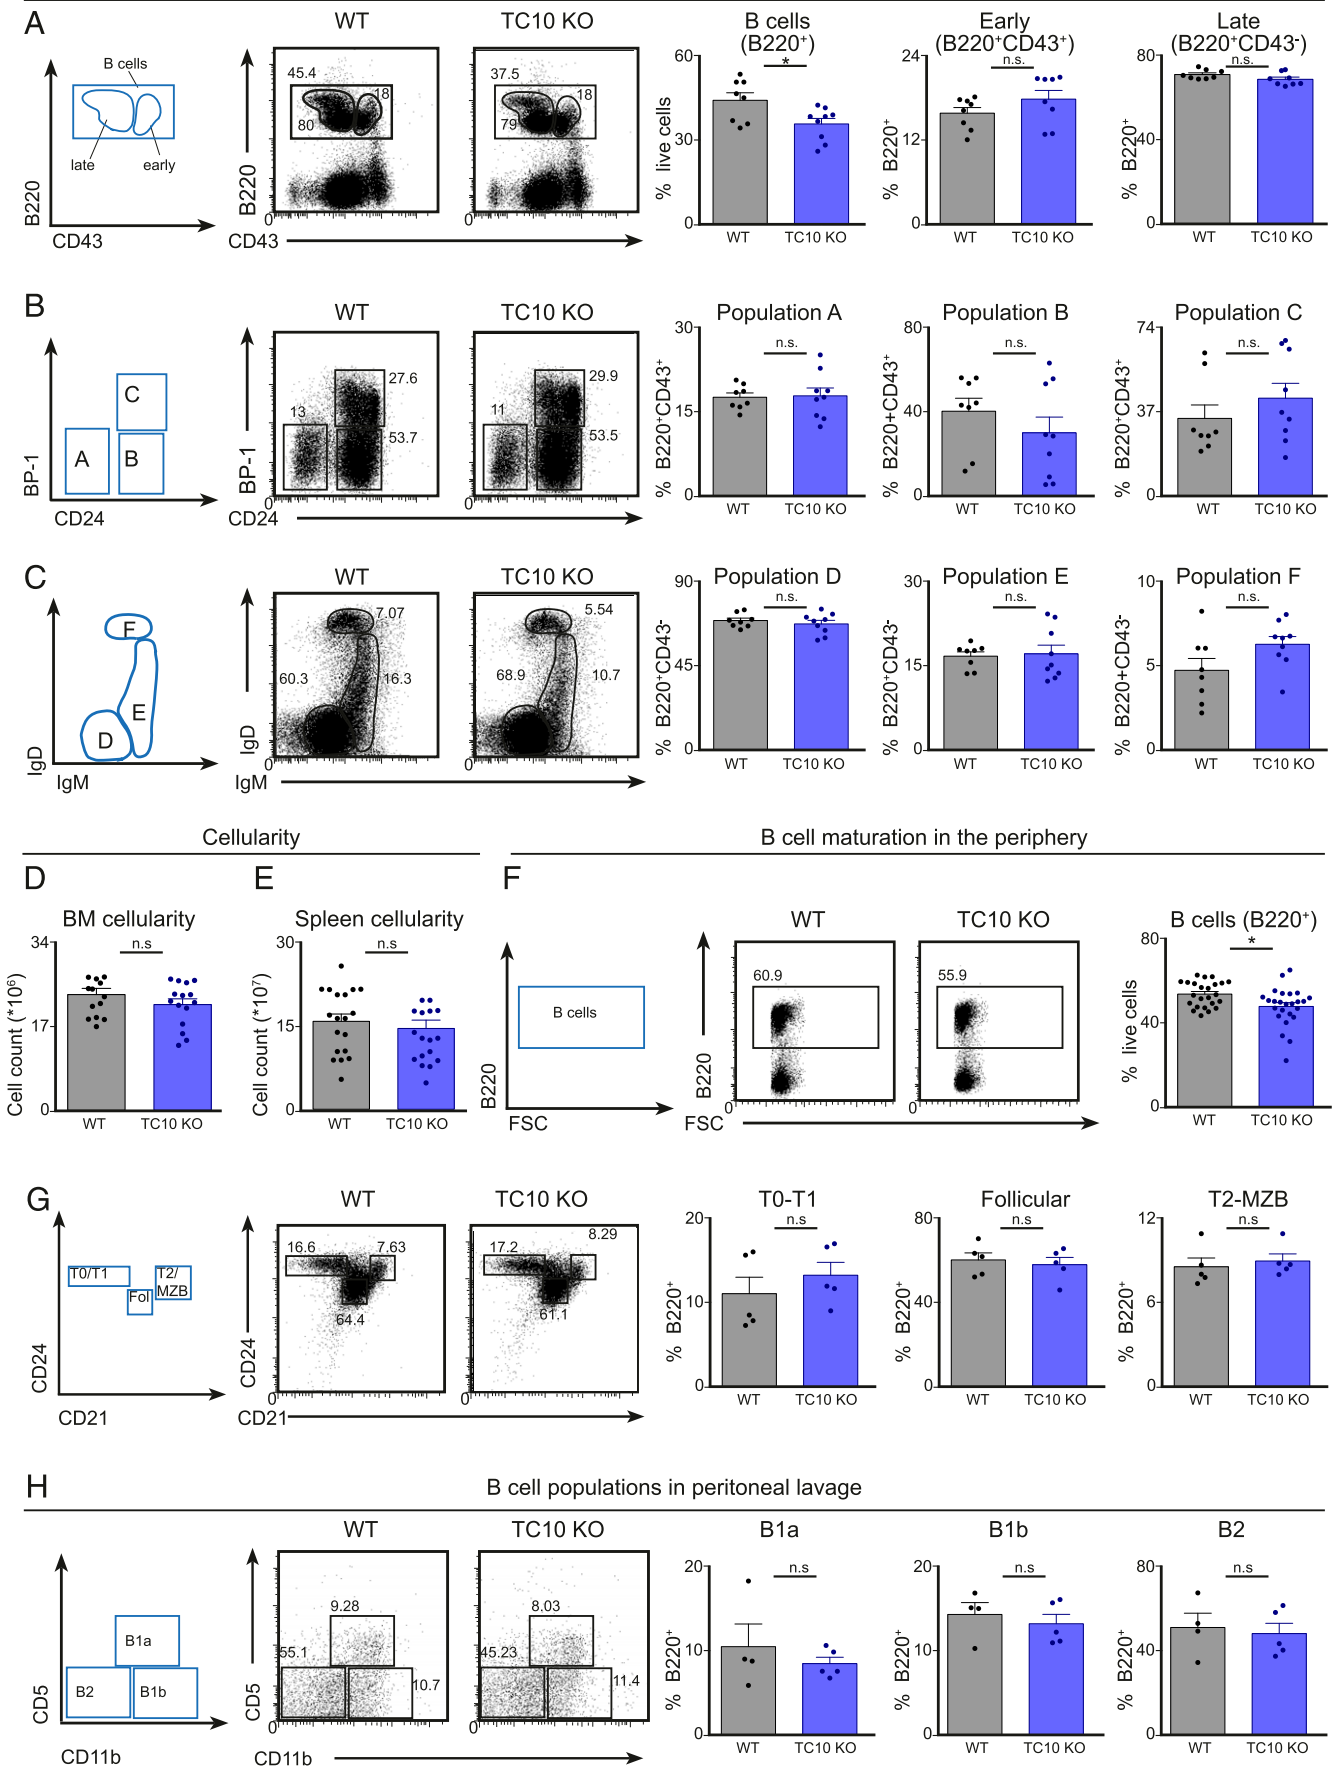 A
WT
TC10 KO
B cells
(B220+)
Early
(B220+CD43+)
Late
(B220+CD43-)
B cells
late
early
B220
CD43
45.4
18
80
37.5
18
79
B220
0
0
CD43
60
30
0
% live cells
*
WT
TC10 KO
24
12
0
% B220+
n.s.
WT
TC10 KO
80
40
0
% B220+
n.s.
WT
TC10 KO
B
WT
TC10 KO
Population A
Population B
Population C
C
A
B
BP-1
CD24
27.6
13
53.7
29.9
11
53.5
BP-1
0
0
CD24
30
15
0
% B220+CD43+
n.s.
WT
TC10 KO
80
40
0
% B220+CD43+
n.s.
WT
TC10 KO
74
37
0
% B220+CD43+
n.s.
WT
TC10 KO
C
WT
TC10 KO
Population D
Population E
Population F
F
E
D
IgD
IgM
7.07
60.3
16.3
5.54
68.9
10.7
IgD
0
0
IgM
90
45
0
% B220+CD43-
n.s.
WT
TC10 KO
30
15
0
% B220+CD43-
n.s.
WT
TC10 KO
10
5
0
% B220+CD43-
n.s.
WT
TC10 KO
Cellularity
B cell maturation in the periphery
D
BM cellularity
34
17
0
Cell count (*10⁶)
n.s
WT
TC10 KO
E
Spleen cellularity
30
15
0
Cell count (*10⁷)
n.s
WT
TC10 KO
F
WT
TC10 KO
B cells (B220+)
B cells
B220
FSC
60.9
55.9
B220
0
0
FSC
80
40
0
% live cells
*
WT
TC10 KO
G
WT
TC10 KO
T0-T1
Follicular
T2-MZB
T0/T1
T2/
MZB
Fol
CD24
CD21
16.6
7.63
64.4
17.2
8.29
61.1
CD24
0
0
CD21
20
10
0
% B220+
n.s
WT
TC10 KO
80
40
0
% B220+
n.s
WT
TC10 KO
12
6
0
% B220+
n.s
WT
TC10 KO
H
B cell populations in peritoneal lavage
WT
TC10 KO
B1a
B1b
B2
B1a
B2
B1b
CD5
CD11b
9.28
55.1
10.7
8.03
45.23
11.4
CD5
0
0
CD11b
20
10
0
% B220+
n.s
WT
TC10 KO
20
10
0
% B220+
n.s
WT
TC10 KO
80
40
0
% B220+
n.s
WT
TC10 KO